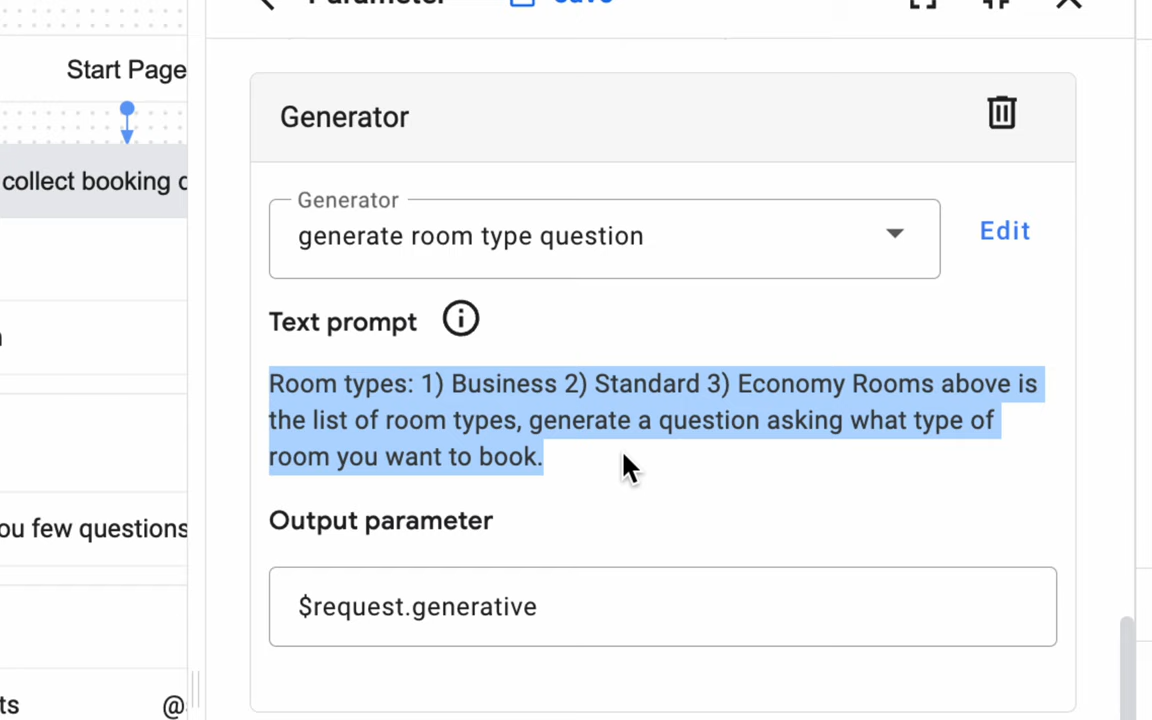 Start Page
collect booking
ou few questions
ts
@
Generator
Generator
generate room type question
Edit
Text prompt
Room types: 1) Business 2) Standard 3) Economy Rooms above is
the list of room types, generate a question asking what type of
room you want to book.
Output parameter
$request.generative